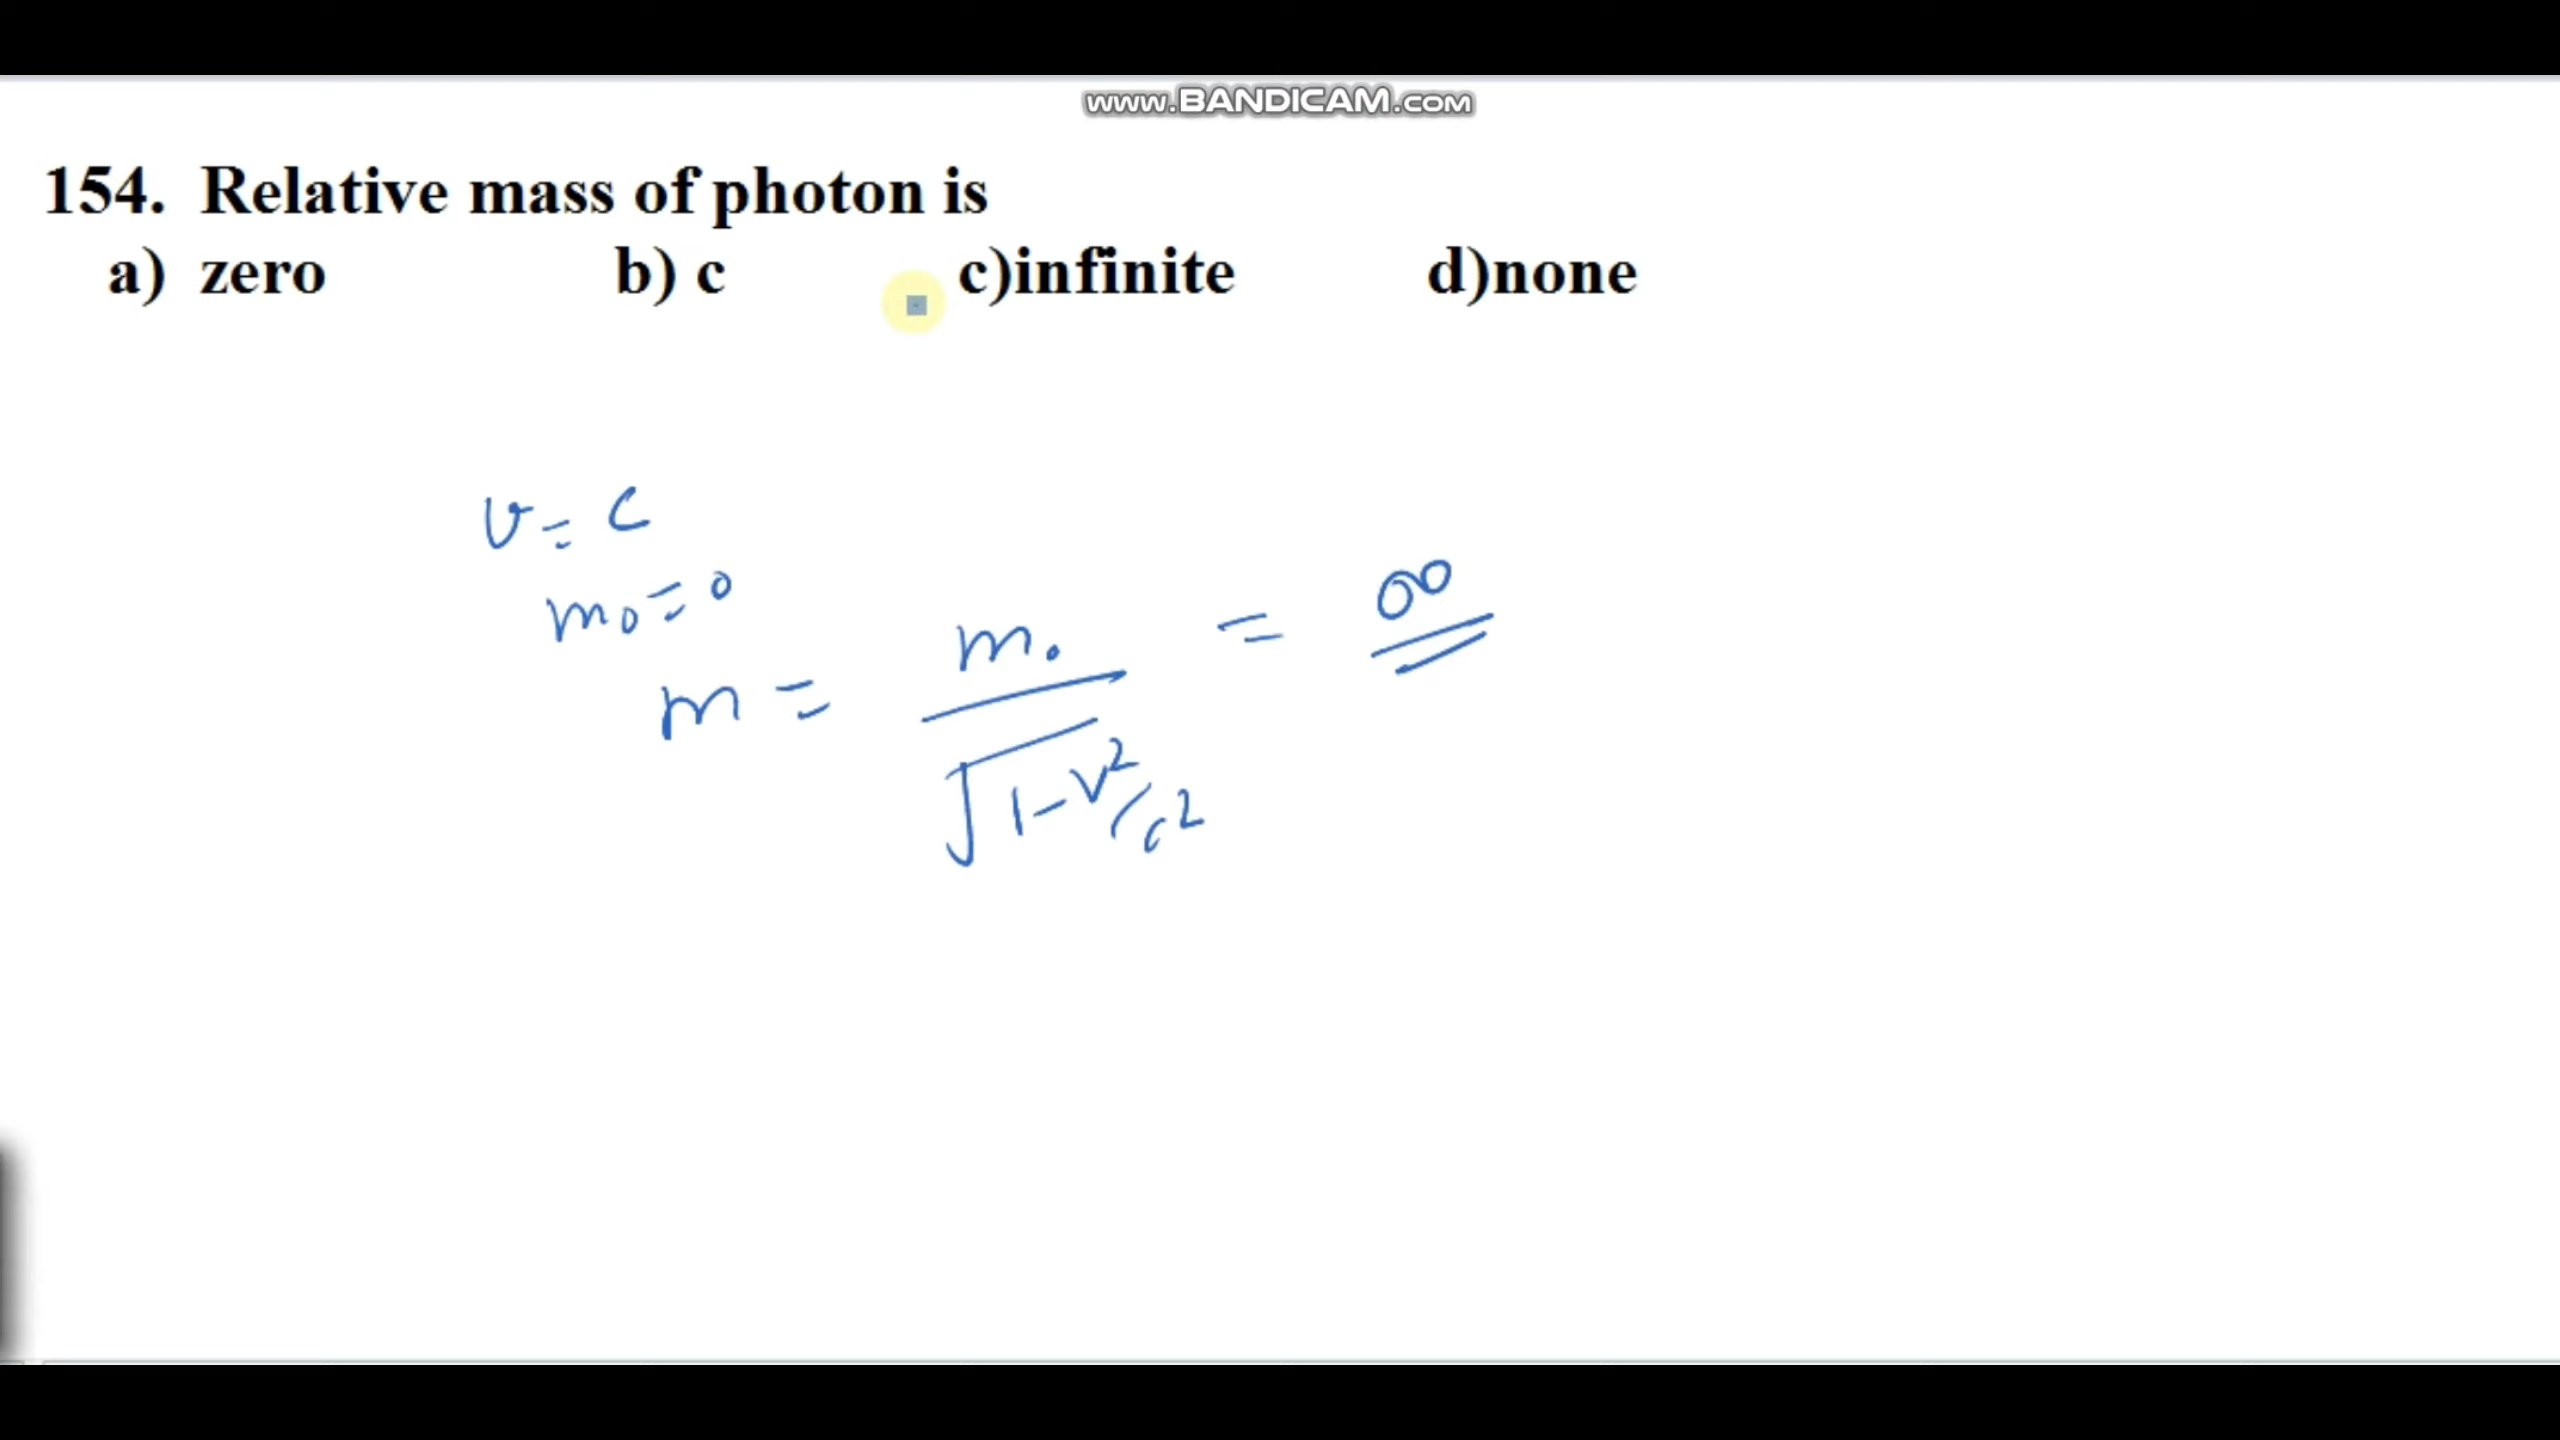 www.BANDICAM.com
154. Relative mass of photon is
a) zero b) c c)infinite d)none
v = c
m₀ = 0
m = m₀ / √1-v²/c² = ∞